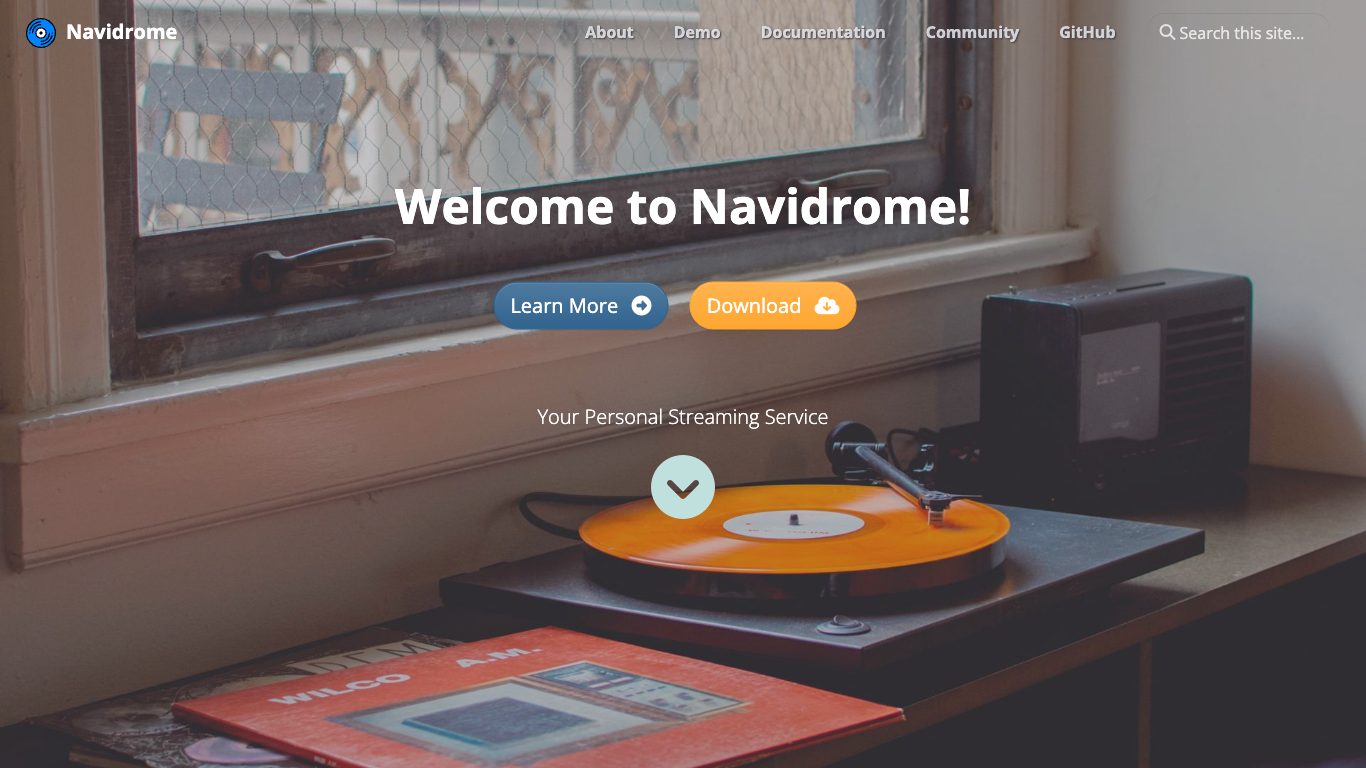 Navidrome
About
Demo
Documentation
Community
GitHub
Search this site...
Welcome to Navidrome!
Learn More
Download
Your Personal Streaming Service
WILCO A.M.